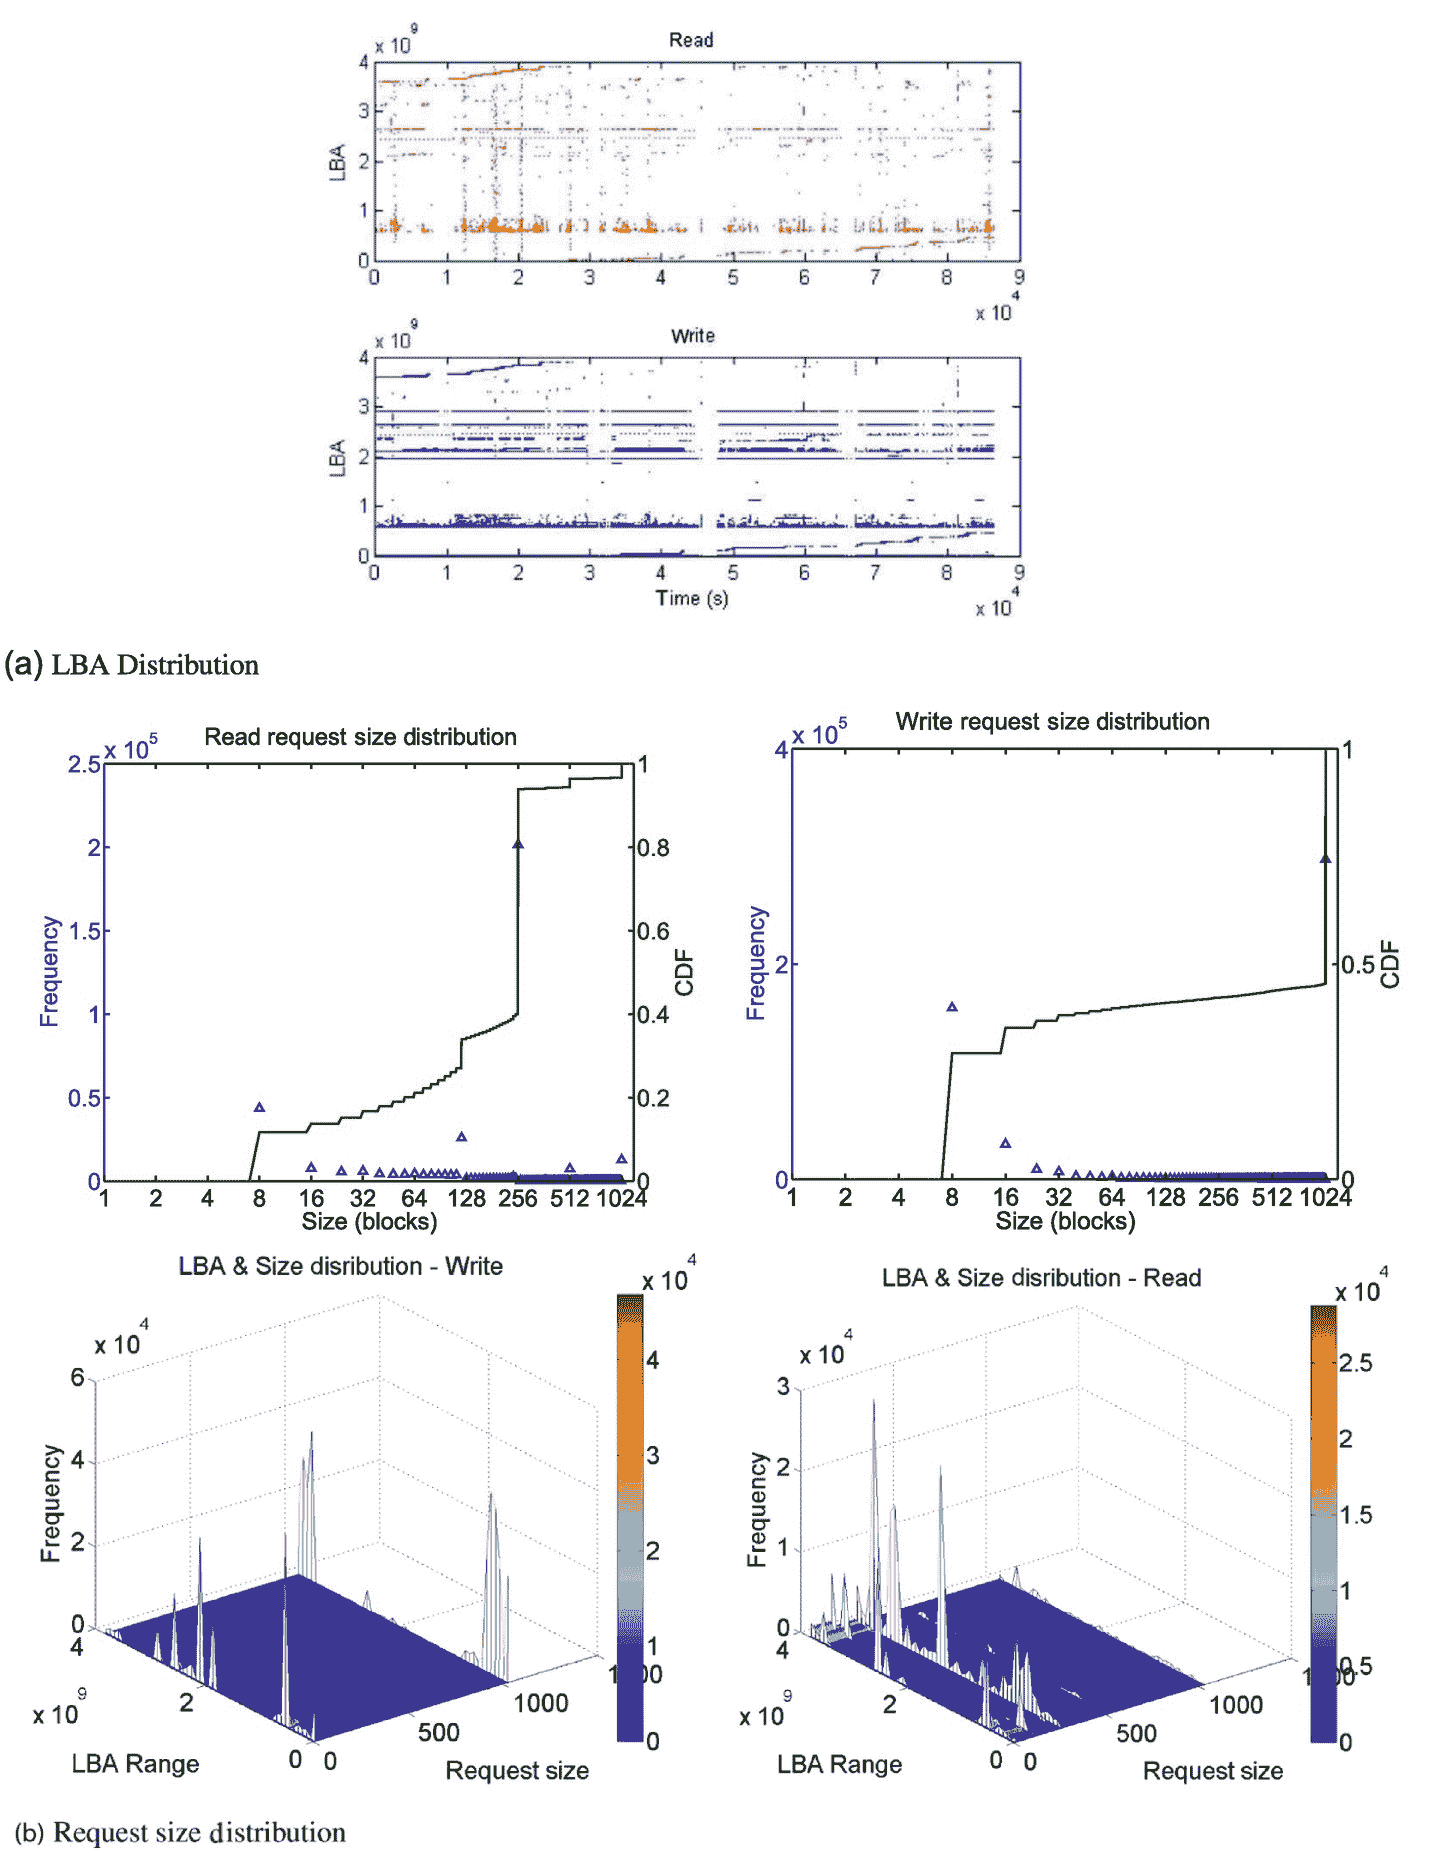 Read
x 10^9
4
3
2
1
0
LBA
0 1 2 3 4 5 6 7 8 9
x 10^4
Write
x 10^9
4
3
2
1
0
LBA
0 1 2 3 4 5 6 7 8 9
Time (s)
x 10^4
(a) LBA Distribution
Read request size distribution
x 10^5
2.5
2
1.5
1
0.5
0
Frequency
1
0.8
0.6
0.4
0.2
0
CDF
1 2 4 8 16 32 64 128 256 512 1024
Size (blocks)
Write request size distribution
x 10^5
4
2
0
Frequency
1
0.5
0
CDF
1 2 4 8 16 32 64 128 256 512 1024
Size (blocks)
LBA & Size disribution - Write
x 10^4
6
4
2
0
Frequency
4
2
0
x 10^9
LBA Range
0
500
1000
Request size
x 10^4
4
3
2
1
0
LBA & Size disribution - Read
x 10^4
3
2
1
0
Frequency
4
2
0
x 10^9
LBA Range
0
500
1000
Request size
x 10^4
2.5
2
1.5
1
0.5
0
(b) Request size distribution